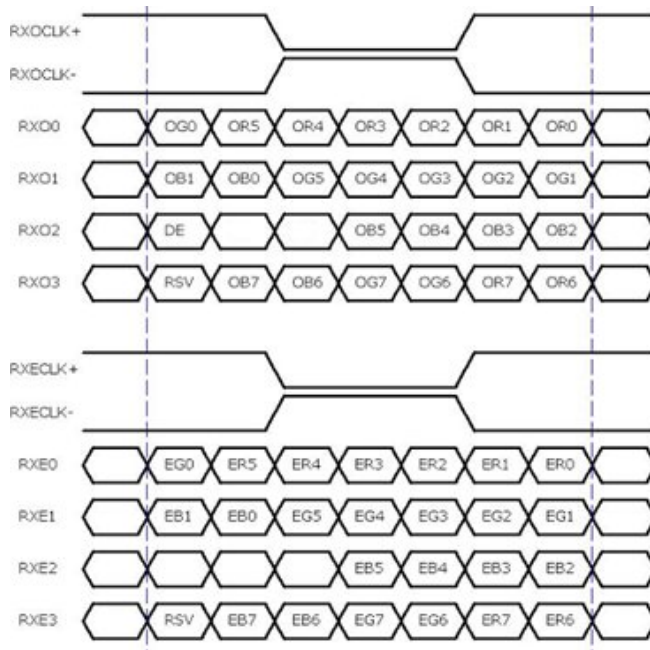 RXOCLK+
RXOCLK-
RXO0 OG0 OR5 OR4 OR3 OR2 OR1 OR0
RXO1 OB1 OB0 OG5 OG4 OG3 OG2 OG1
RXO2 DE OB5 OB4 OB3 OB2
RXO3 RSV OB7 OB6 OG7 OG6 OR7 OR6
RXECLK+
RXECLK-
RXE0 EG0 ER5 ER4 ER3 ER2 ER1 ER0
RXE1 EB1 EB0 EG5 EG4 EG3 EG2 EG1
RXE2 EB5 EB4 EB3 EB2
RXE3 RSV EB7 EB6 EG7 EG6 ER7 ER6